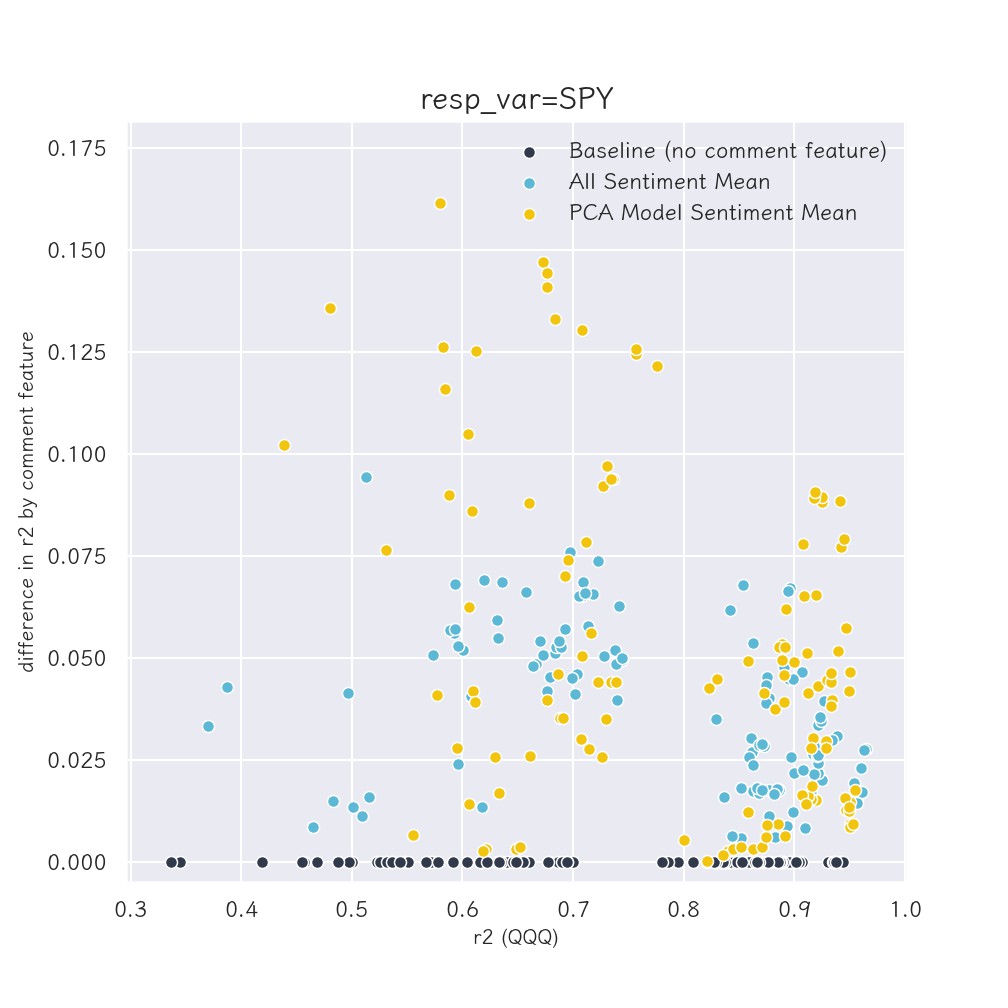 resp_var=SPY
Baseline (no comment feature)
All Sentiment Mean
PCA Model Sentiment Mean
difference in r2 by comment feature
0.175
0.150
0.125
0.100
0.075
0.050
0.025
0.000
0.3 0.4 0.5 0.6 0.7 0.8 0.9 1.0
r2 (QQQ)